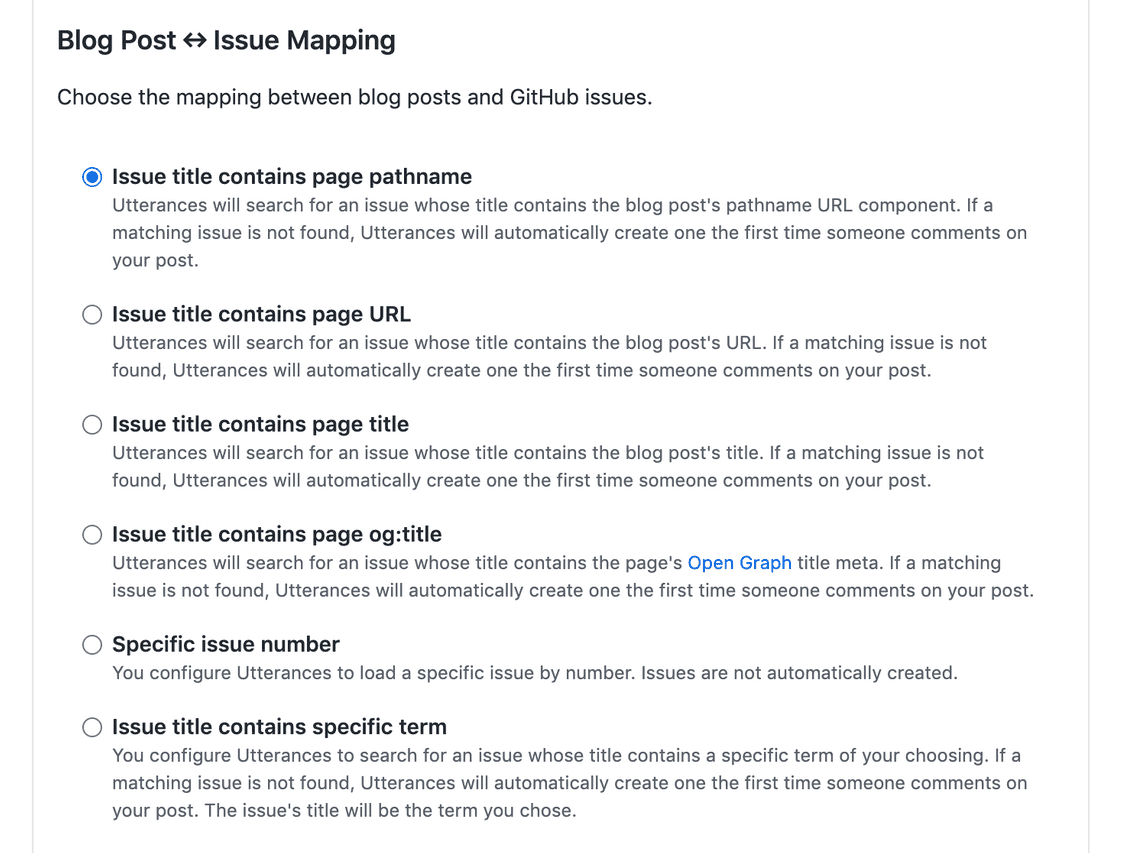 Blog Post ↔ Issue Mapping
Choose the mapping between blog posts and GitHub issues.
Issue title contains page pathname
Utterances will search for an issue whose title contains the blog post's pathname URL component. If a
matching issue is not found, Utterances will automatically create one the first time someone comments on
your post.
Issue title contains page URL
Utterances will search for an issue whose title contains the blog post's URL. If a matching issue is not
found, Utterances will automatically create one the first time someone comments on your post.
Issue title contains page title
Utterances will search for an issue whose title contains the blog post's title. If a matching issue is not
found, Utterances will automatically create one the first time someone comments on your post.
Issue title contains page og:title
Utterances will search for an issue whose title contains the page's Open Graph title meta. If a matching
issue is not found, Utterances will automatically create one the first time someone comments on your post.
Specific issue number
You configure Utterances to load a specific issue by number. Issues are not automatically created.
Issue title contains specific term
You configure Utterances to search for an issue whose title contains a specific term of your choosing. If a
matching issue is not found, Utterances will automatically create one the first time someone comments on
your post. The issue's title will be the term you chose.